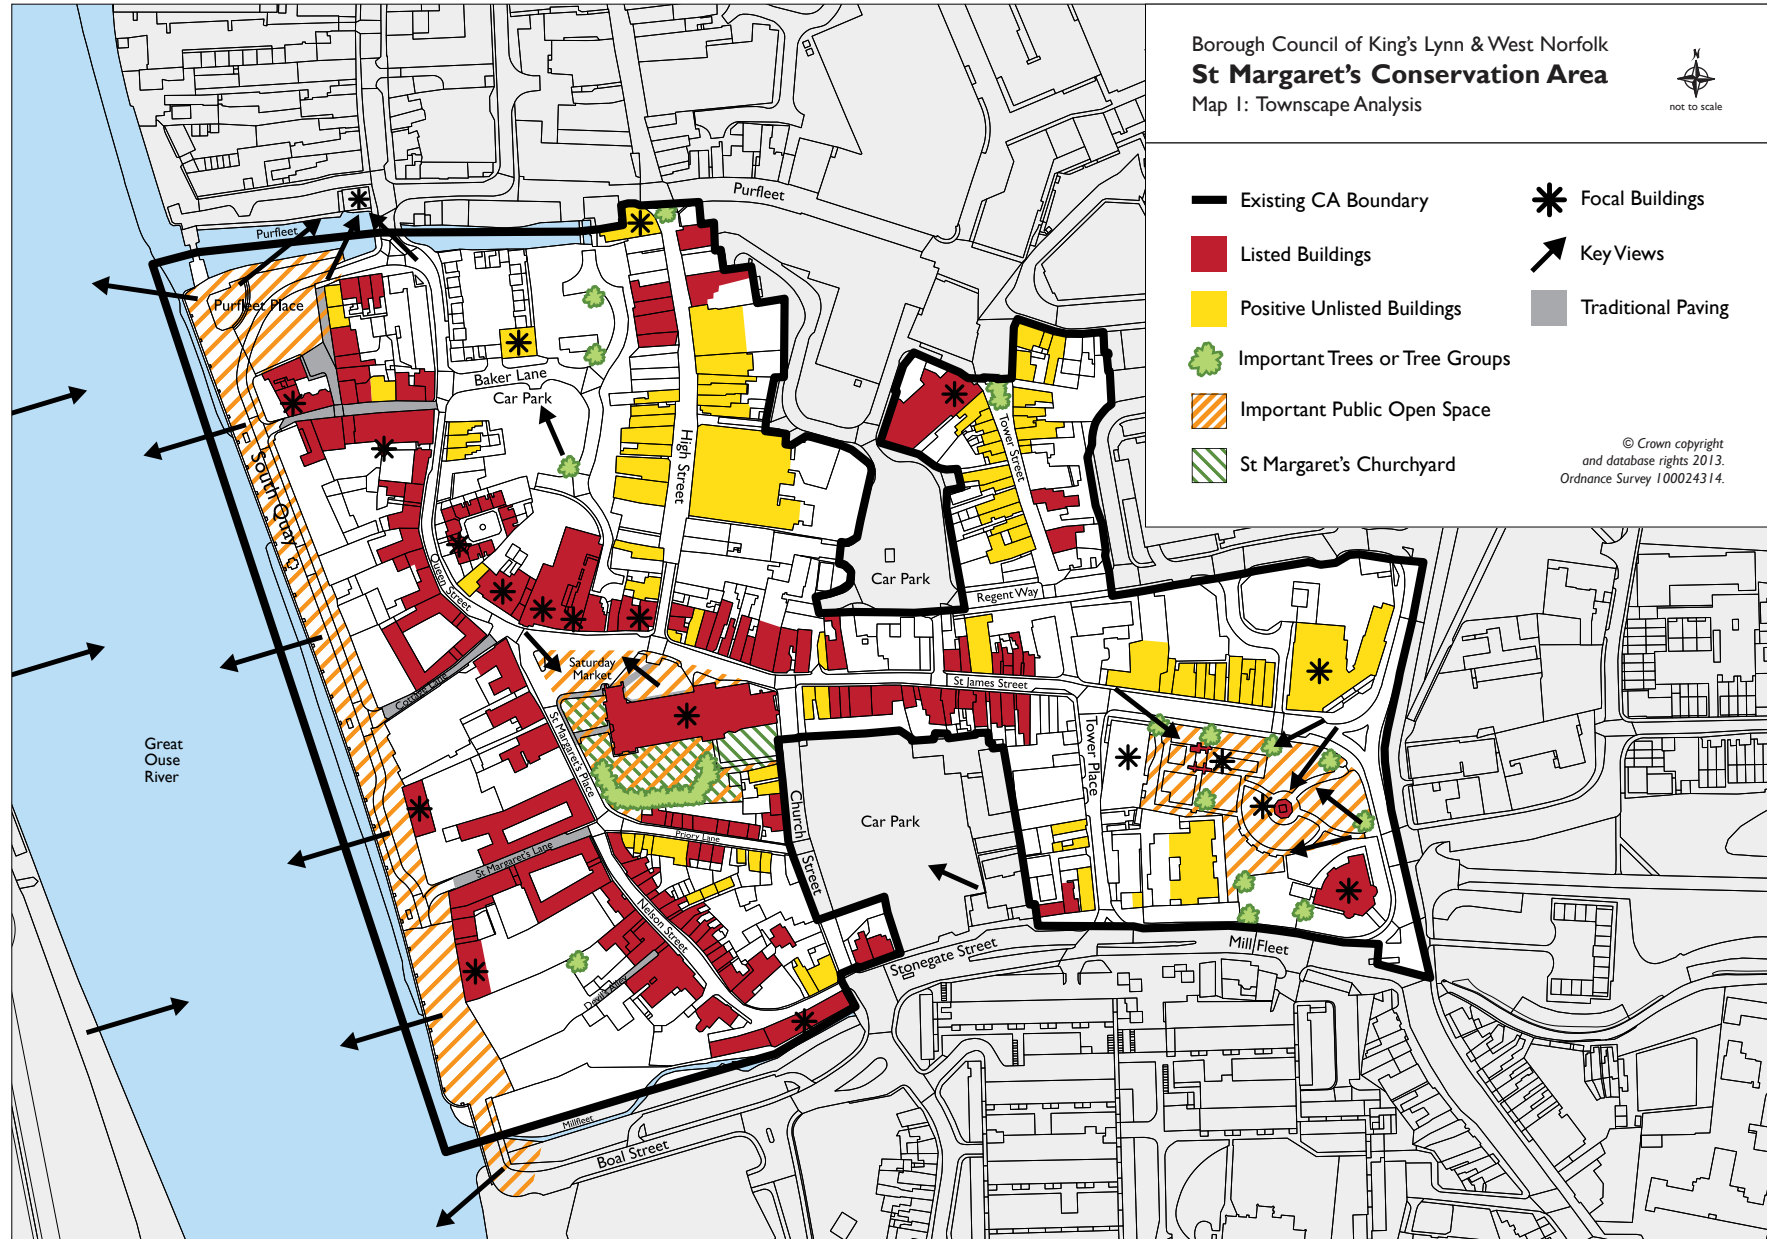 Borough Council of King's Lynn & West Norfolk
St Margaret's Conservation Area
Map 1: Townscape Analysis
N
not to scale
Existing CA Boundary
Listed Buildings
Positive Unlisted Buildings
Important Trees or Tree Groups
Important Public Open Space
St Margaret's Churchyard
Focal Buildings
Key Views
Traditional Paving
© Crown copyright
and database rights 2013.
Ordnance Survey 100024314.
Purfleet
Purfleet
Purfleet Place
Baker Lane
Car Park
South Quay
High Street
Tower Street
Queen Street
Car Park
Regent Way
Saturday
Market
St James Street
Cottage Lane
St Margaret's Place
Tower Place
Great
Ouse
River
Church Street
Car Park
Priory Lane
St Margaret's Lane
Nelson Street
Stonegate Street
Mill Fleet
Devil's Alley
Millfleet
Boal Street